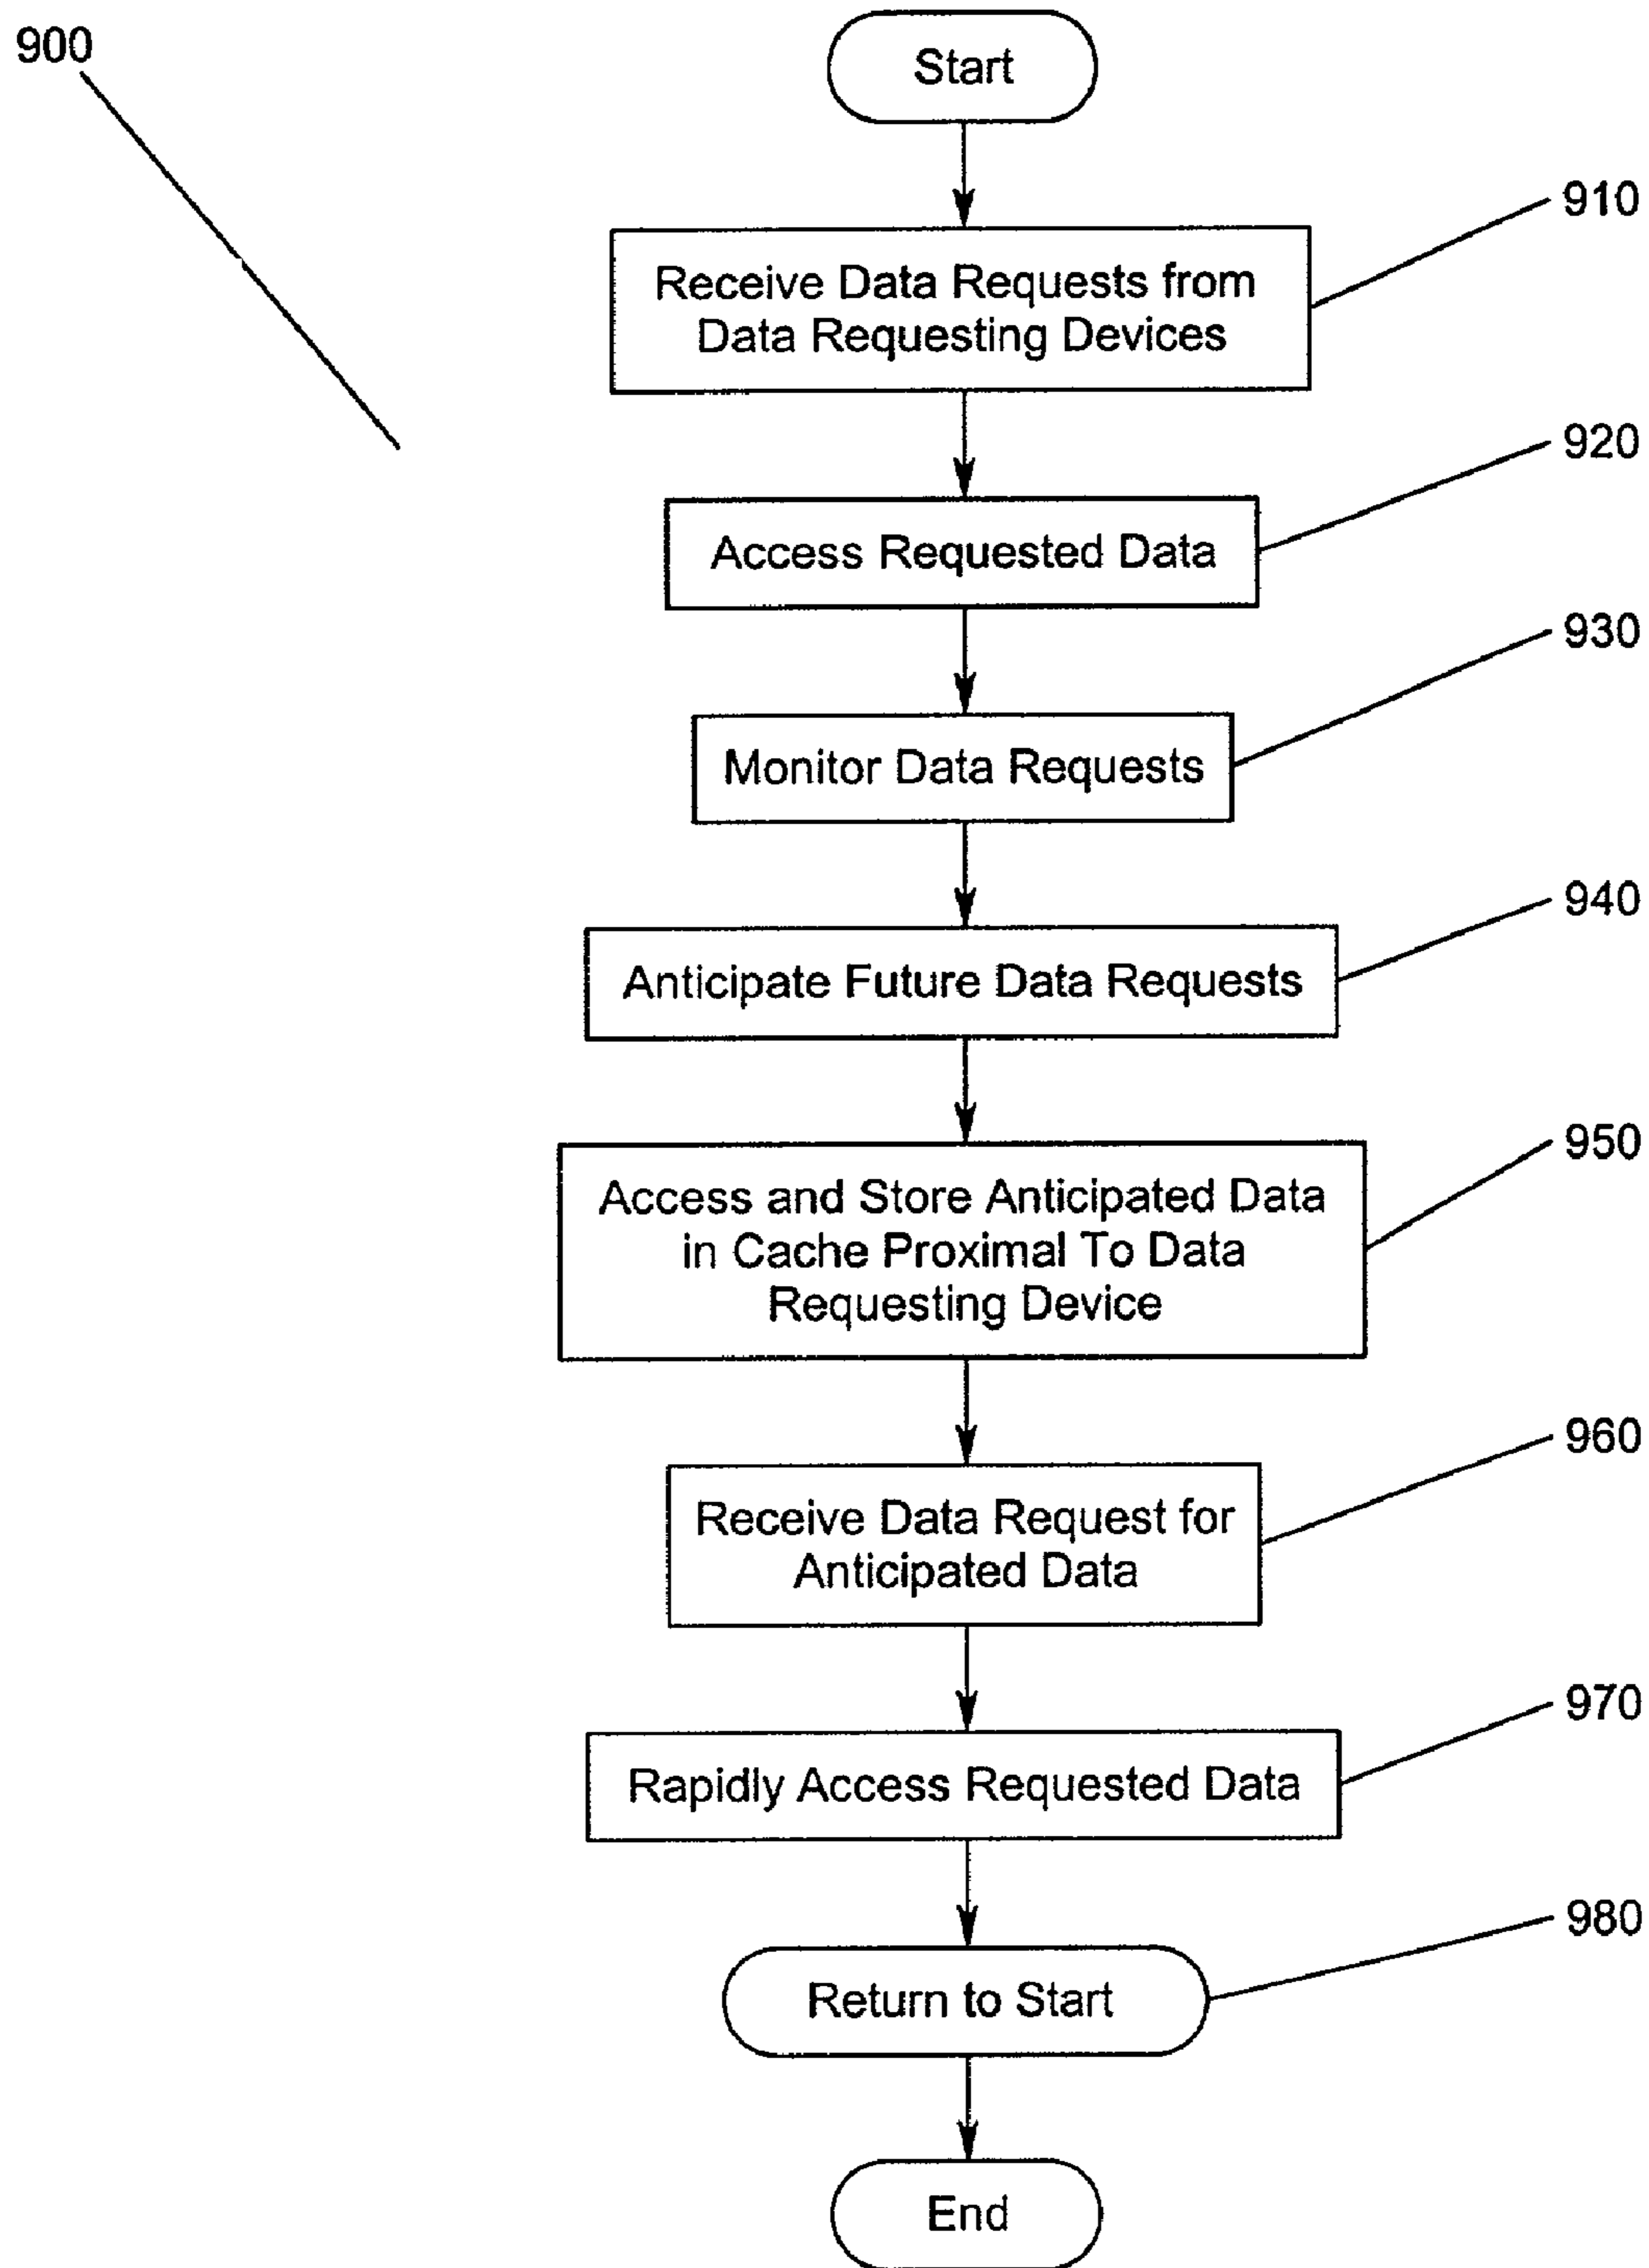 900
Start
910
Receive Data Requests from
Data Requesting Devices
920
Access Requested Data
930
Monitor Data Requests
940
Anticipate Future Data Requests
950
Access and Store Anticipated Data
in Cache Proximal To Data
Requesting Device
960
Receive Data Request for
Anticipated Data
970
Rapidly Access Requested Data
980
Return to Start
End